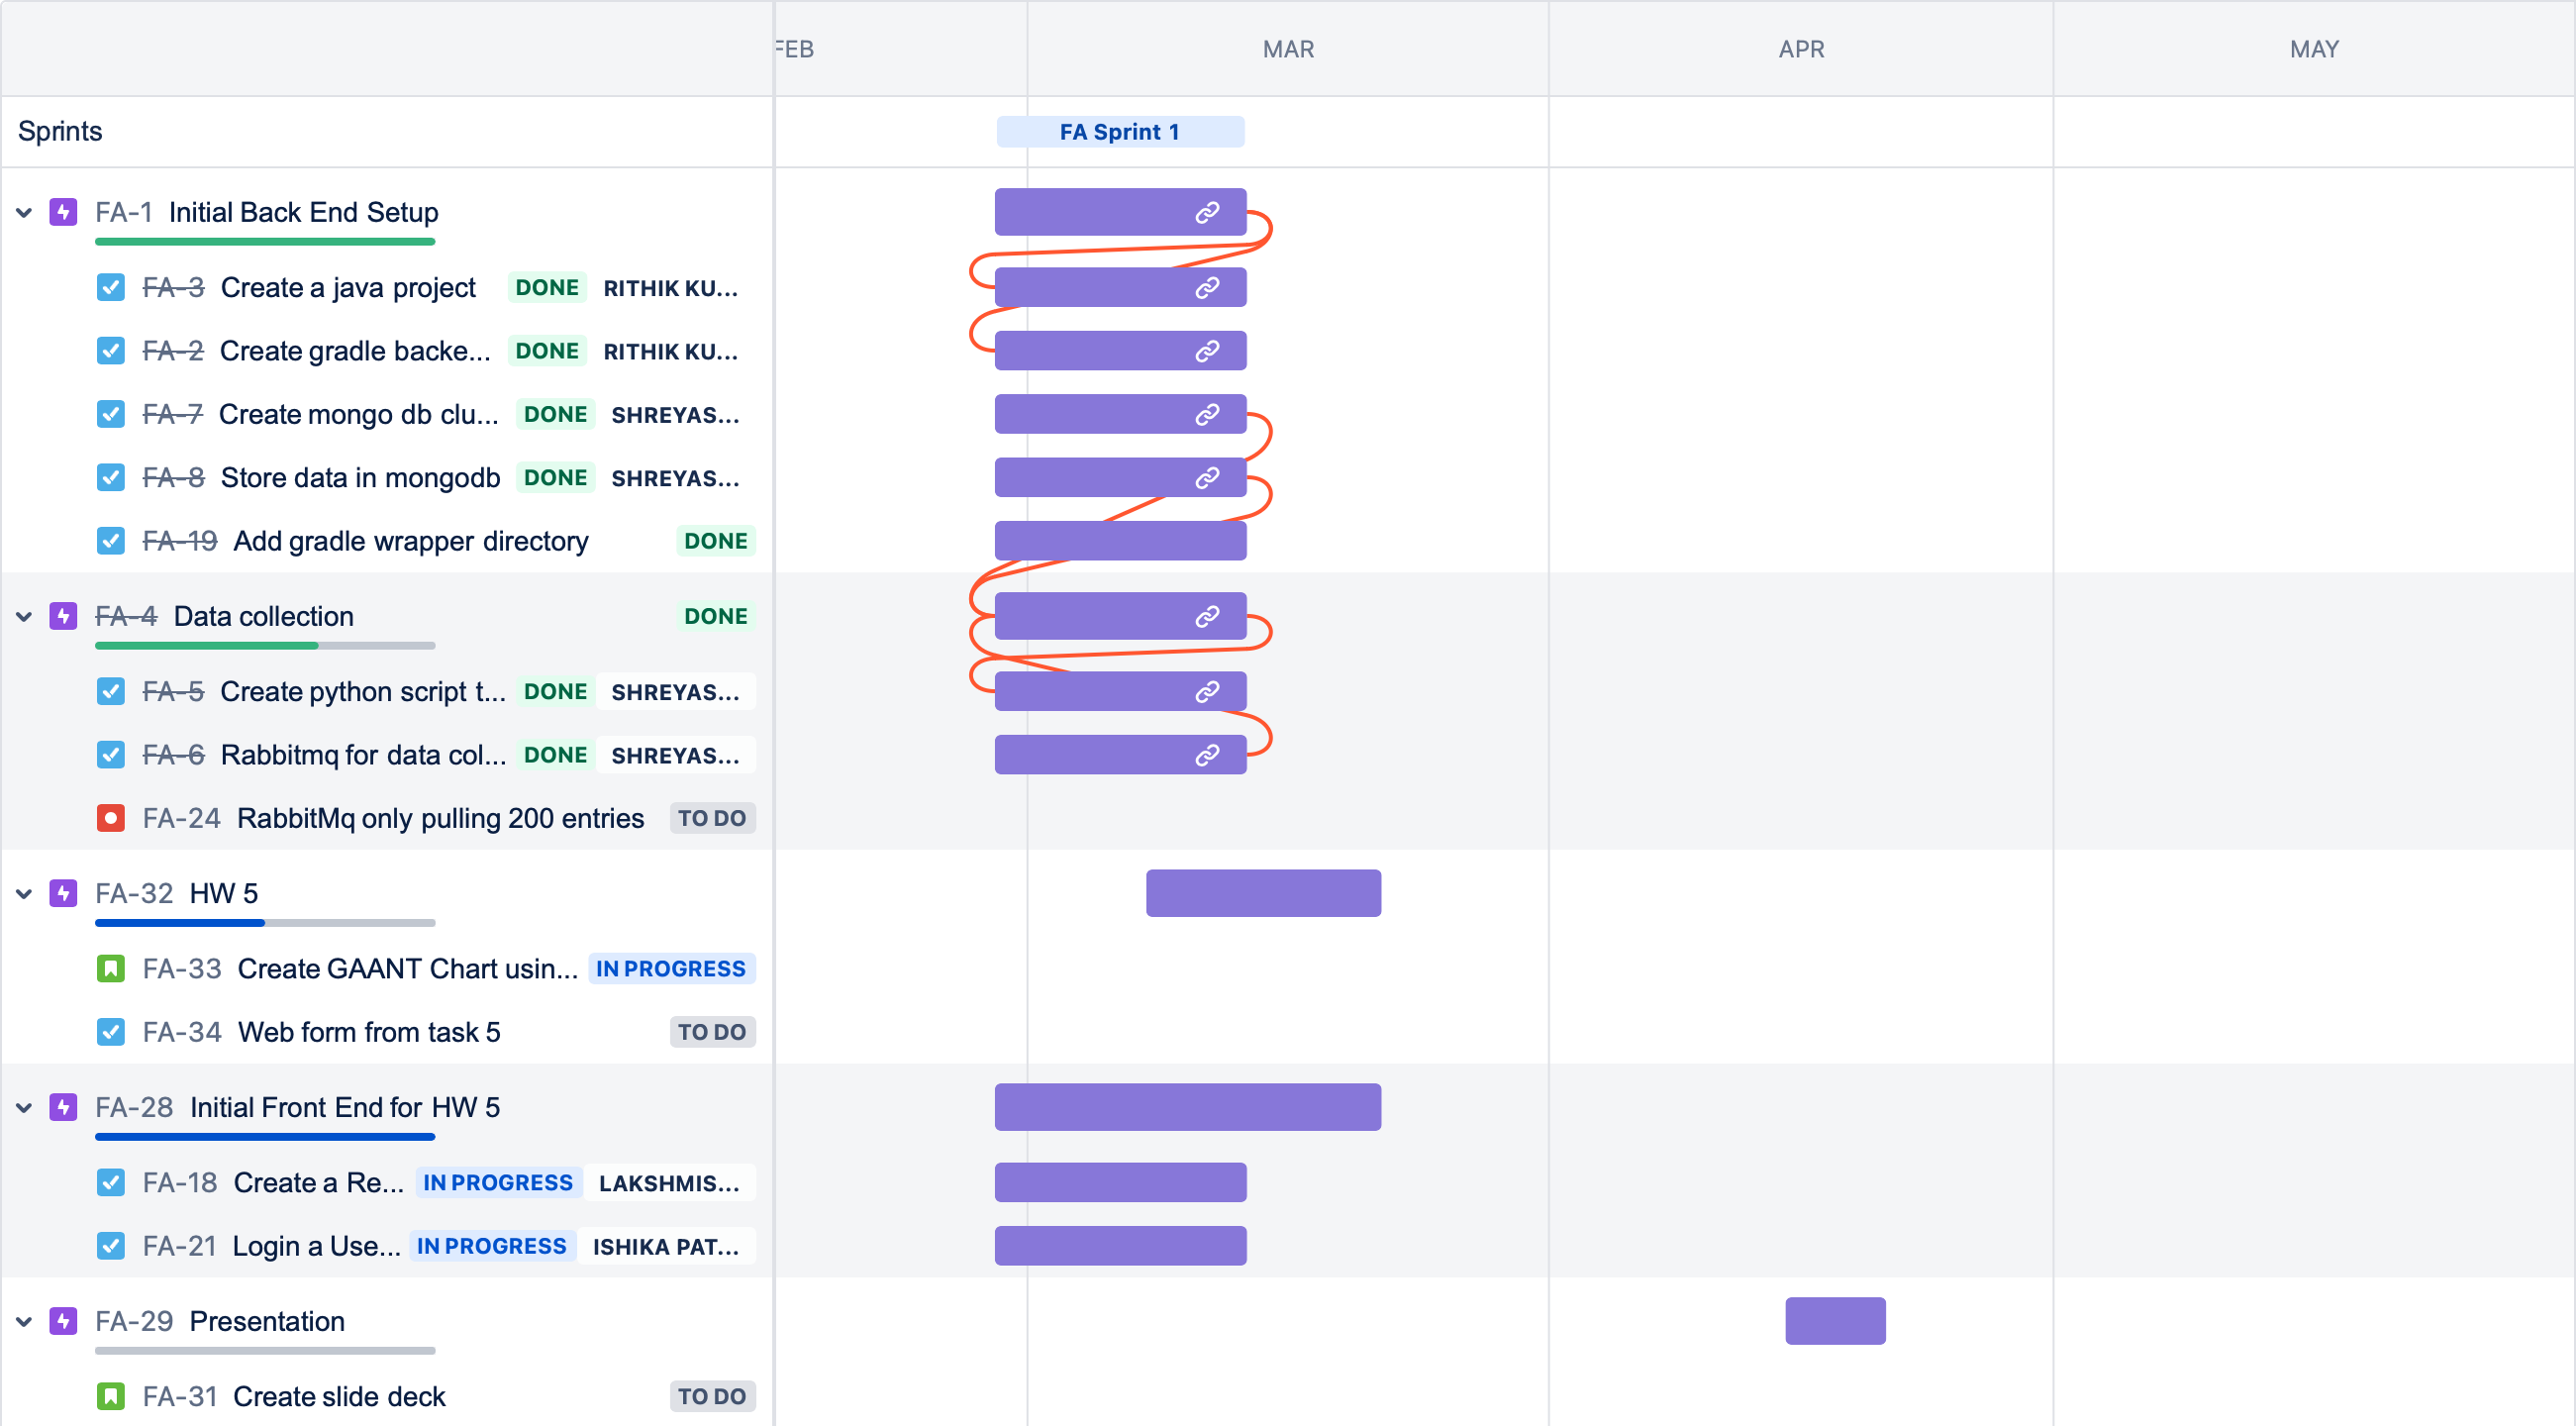 FEB MAR APR MAY
Sprints FA Sprint 1
FA-1 Initial Back End Setup
FA-3 Create a java project DONE RITHIK KU...
FA-2 Create gradle backe... DONE RITHIK KU...
FA-7 Create mongo db clu... DONE SHREYAS...
FA-8 Store data in mongodb DONE SHREYAS...
FA-19 Add gradle wrapper directory DONE
FA-4 Data collection DONE
FA-5 Create python script t... DONE SHREYAS...
FA-6 Rabbitmq for data col... DONE SHREYAS...
FA-24 RabbitMq only pulling 200 entries TO DO
FA-32 HW 5
FA-33 Create GAANT Chart usin... IN PROGRESS
FA-34 Web form from task 5 TO DO
FA-28 Initial Front End for HW 5
FA-18 Create a Re... IN PROGRESS LAKSHMIS...
FA-21 Login a Use... IN PROGRESS ISHIKA PAT...
FA-29 Presentation
FA-31 Create slide deck TO DO